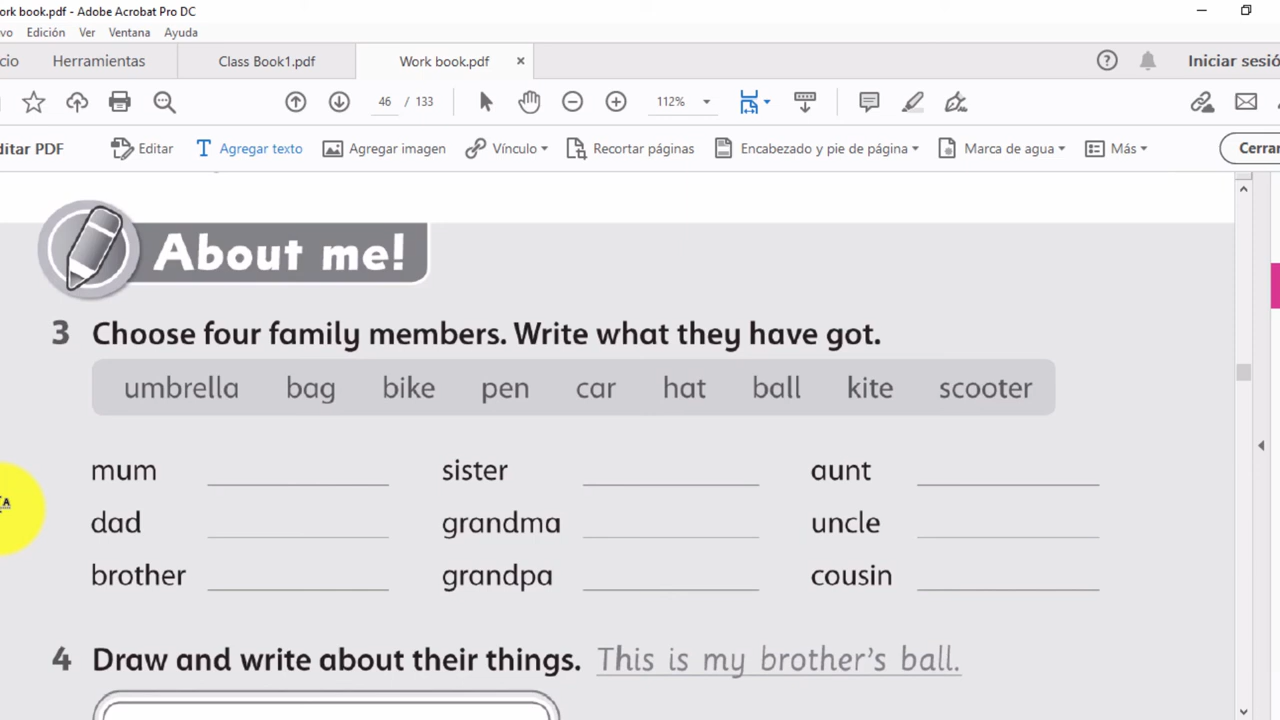 ork book.pdf - Adobe Acrobat Pro DC
vo Edición Ver Ventana Ayuda
cio Herramientas Class Book1.pdf Work book.pdf ×
46 / 133 112%
ditar PDF Editar Agregar texto Agregar imagen Vínculo Recortar páginas Encabezado y pie de página Marca de agua Más Cerrar
Iniciar sesió
About me!
3 Choose four family members. Write what they have got.
umbrella bag bike pen car hat ball kite scooter
mum sister aunt
dad grandma uncle
brother grandpa cousin
4 Draw and write about their things. This is my brother's ball.